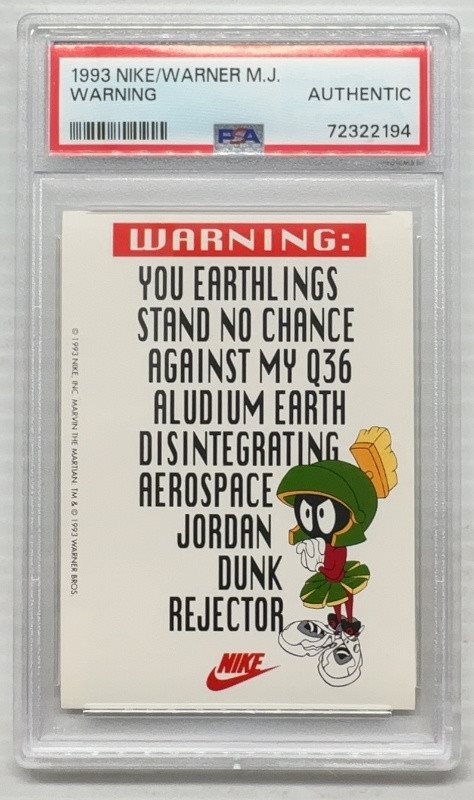 1993 NIKE/WARNER M.J.
WARNING AUTHENTIC
PSA 72322194
WARNING:
YOU EARTHLINGS
STAND NO CHANCE
AGAINST MY Q36
ALUDIUM EARTH
DISINTEGRATING
AEROSPACE
JORDAN
DUNK
REJECTOR
NIKE
© 1993 NIKE, INC. MARVIN THE MARTIAN: TM & © 1993 WARNER BROS.